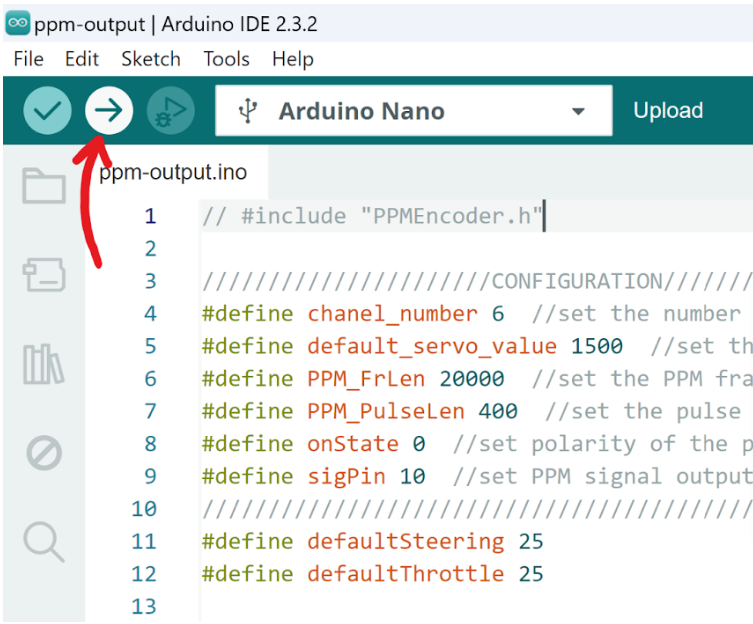 ppm-output | Arduino IDE 2.3.2
File Edit Sketch Tools Help
Arduino Nano Upload
ppm-output.ino
1 // #include "PPMEncoder.h"
2
3 //////////////////////CONFIGURATION///////
4 #define chanel_number 6 //set the number
5 #define default_servo_value 1500 //set th
6 #define PPM_FrLen 20000 //set the PPM fra
7 #define PPM_PulseLen 400 //set the pulse
8 #define onState 0 //set polarity of the p
9 #define sigPin 10 //set PPM signal output
10 //////////////////////////////////////////
11 #define defaultSteering 25
12 #define defaultThrottle 25
13